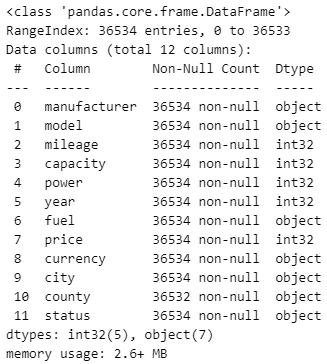 <class 'pandas.core.frame.DataFrame'>
RangeIndex: 36534 entries, 0 to 36533
Data columns (total 12 columns):
 #   Column        Non-Null Count  Dtype
---  ------        --------------  -----
 0   manufacturer  36534 non-null  object
 1   model         36534 non-null  object
 2   mileage       36534 non-null  int32
 3   capacity      36534 non-null  int32
 4   power         36534 non-null  int32
 5   year          36534 non-null  int32
 6   fuel          36534 non-null  object
 7   price         36534 non-null  int32
 8   currency      36534 non-null  object
 9   city          36534 non-null  object
 10  county        36532 non-null  object
 11  status        36534 non-null  object
dtypes: int32(5), object(7)
memory usage: 2.6+ MB